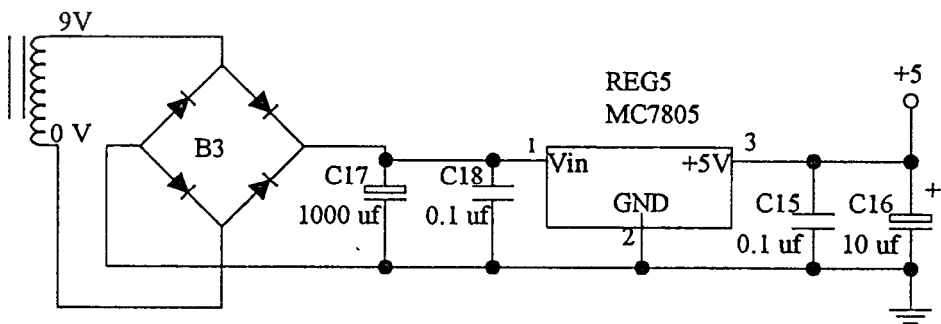 9V
0 V
B3
C17
1000 uf
C18
0.1 uf
REG5
MC7805
1
Vin
+5V
3
GND
2
C15
0.1 uf
C16
10 uf
+
+5